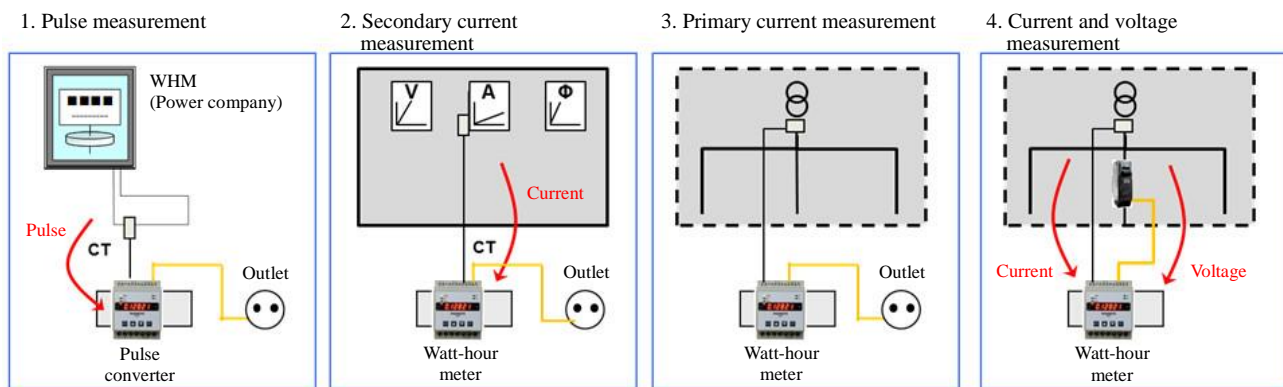 1. Pulse measurement
WHM
(Power company)
Pulse
CT
Outlet
Pulse
converter
2. Secondary current
measurement
V
A
Φ
Current
CT
Outlet
Watt-hour
meter
3. Primary current measurement
Outlet
Watt-hour
meter
4. Current and voltage
measurement
Current
Voltage
Watt-hour
meter